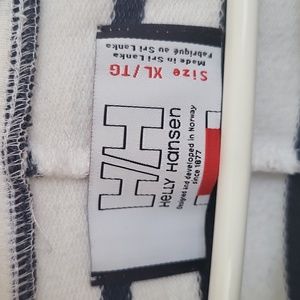 Made in Sri Lanka
Fabriqué au Sri Lanka
Size XL/TG
HH
Helly Hansen
Designed and developed in Norway
since 1877